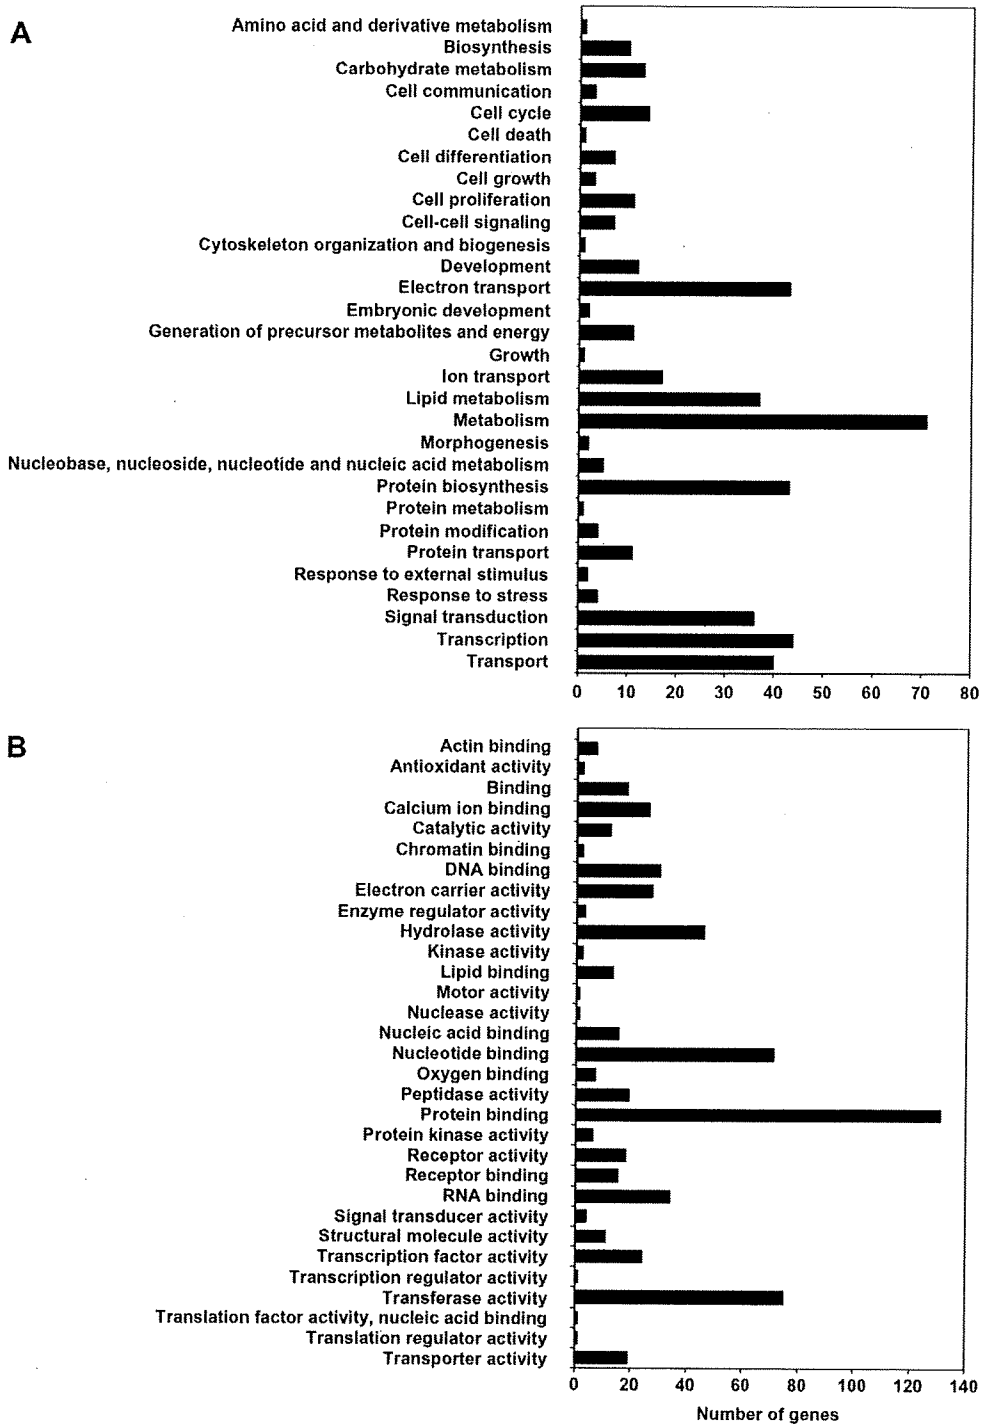 A
Amino acid and derivative metabolism
Biosynthesis
Carbohydrate metabolism
Cell communication
Cell cycle
Cell death
Cell differentiation
Cell growth
Cell proliferation
Cell-cell signaling
Cytoskeleton organization and biogenesis
Development
Electron transport
Embryonic development
Generation of precursor metabolites and energy
Growth
Ion transport
Lipid metabolism
Metabolism
Morphogenesis
Nucleobase, nucleoside, nucleotide and nucleic acid metabolism
Protein biosynthesis
Protein metabolism
Protein modification
Protein transport
Response to external stimulus
Response to stress
Signal transduction
Transcription
Transport
0 10 20 30 40 50 60 70 80
B
Actin binding
Antioxidant activity
Binding
Calcium ion binding
Catalytic activity
Chromatin binding
DNA binding
Electron carrier activity
Enzyme regulator activity
Hydrolase activity
Kinase activity
Lipid binding
Motor activity
Nuclease activity
Nucleic acid binding
Nucleotide binding
Oxygen binding
Peptidase activity
Protein binding
Protein kinase activity
Receptor activity
Receptor binding
RNA binding
Signal transducer activity
Structural molecule activity
Transcription factor activity
Transcription regulator activity
Transferase activity
Translation factor activity, nucleic acid binding
Translation regulator activity
Transporter activity
0 20 40 60 80 100 120 140
Number of genes